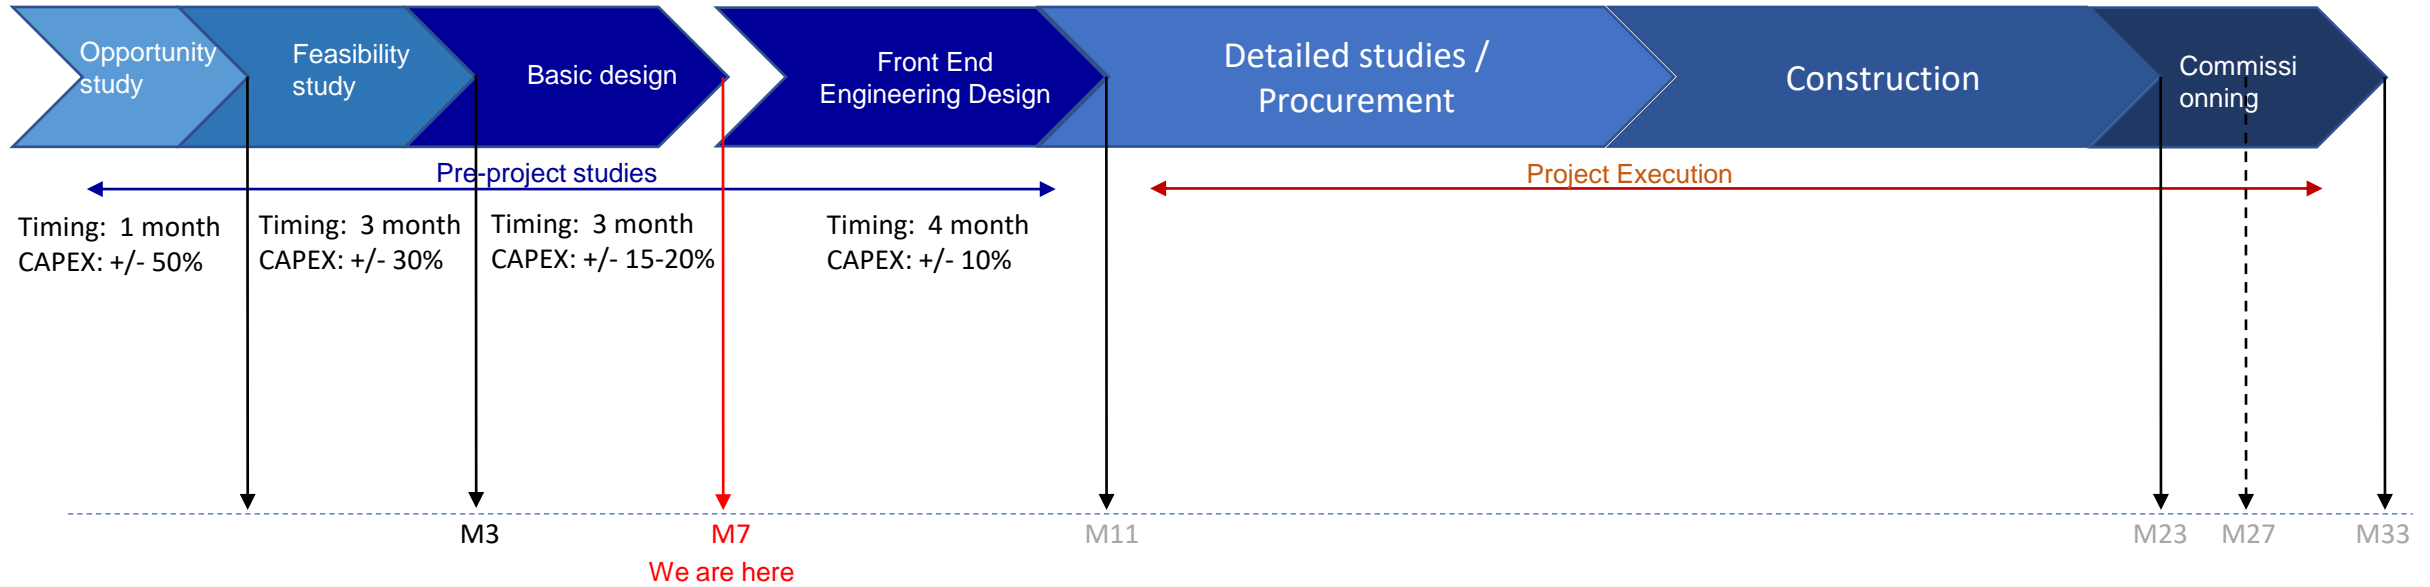 Opportunity
study
Feasibility
study
Basic design
Front End
Engineering Design
Detailed studies /
Procurement
Construction
Commissi
onning
Pre-project studies
Project Execution
Timing:  1 month
CAPEX: +/- 50%
Timing:  3 month
CAPEX: +/- 30%
Timing:  3 month
CAPEX: +/- 15-20%
Timing:  4 month
CAPEX: +/- 10%
M3
M7
We are here
M11
M23
M27
M33